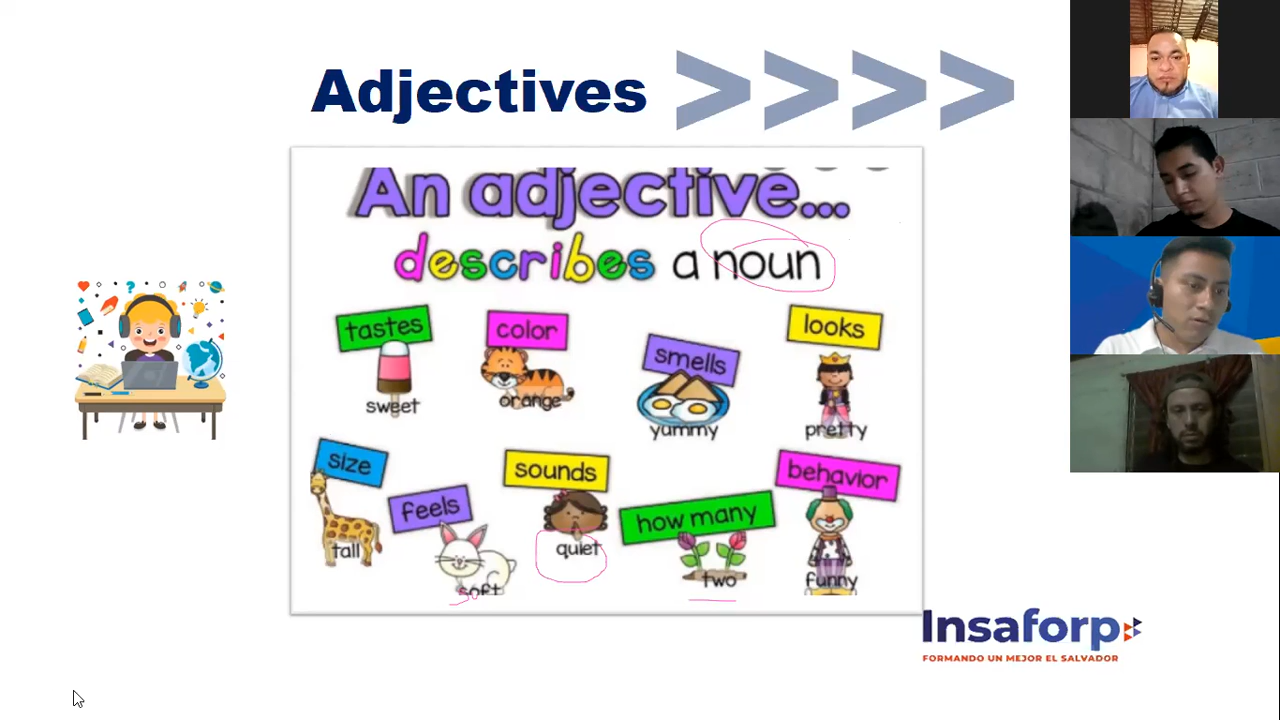 Adjectives
An adjective...
describes a noun
tastes
sweet
color
orange
smells
yummy
looks
pretty
size
tall
feels
soft
sounds
quiet
how many
two
behavior
funny
Insaforp
FORMANDO UN MEJOR EL SALVADOR